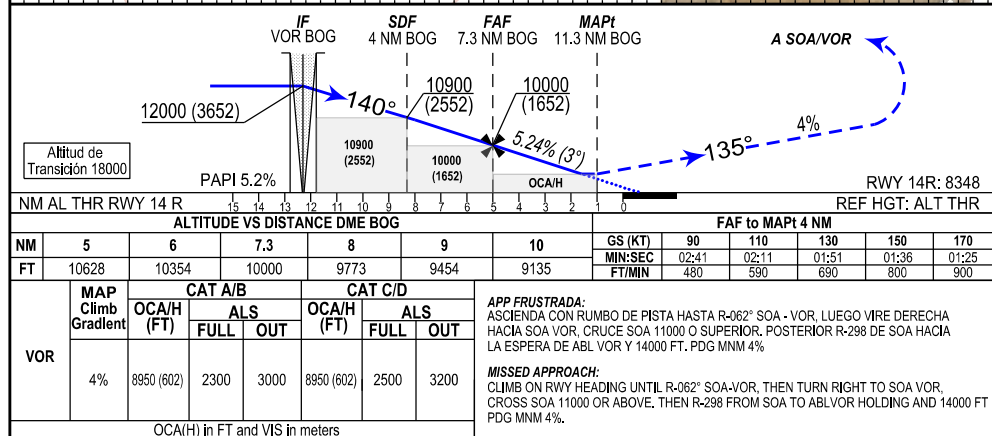 IF SDF FAF MAPt
VOR BOG 4 NM BOG 7.3 NM BOG 11.3 NM BOG
A SOA/VOR
12000 (3652)
140°
10900
(2552)
10000
(1652)
5.24% (3°)
4%
135°
10900
(2552)
10000
(1652)
OCA/H
Altitud de
Transición 18000
PAPI 5.2%
RWY 14R: 8348
NM AL THR RWY 14 R 15 14 13 12 11 10 9 8 7 6 5 4 3 2 1 0 REF HGT: ALT THR
ALTITUDE VS DISTANCE DME BOG
NM 5 6 7.3 8 9 10
FT 10628 10354 10000 9773 9454 9135
FAF to MAPt 4 NM
GS (KT) 90 110 130 150 170
MIN:SEC 02:41 02:11 01:51 01:36 01:25
FT/MIN 480 590 690 800 900
MAP
Climb
Gradient
CAT A/B CAT C/D
OCA/H
(FT)
ALS
FULL OUT
OCA/H
(FT)
ALS
FULL OUT
VOR 4% 8950 (602) 2300 3000 8950 (602) 2500 3200
OCA(H) in FT and VIS in meters
APP FRUSTRADA:
ASCIENDA CON RUMBO DE PISTA HASTA R-062° SOA - VOR, LUEGO VIRE DERECHA
HACIA SOA VOR, CRUCE SOA 11000 O SUPERIOR. POSTERIOR R-298 DE SOA HACIA
LA ESPERA DE ABL VOR Y 14000 FT. PDG MNM 4%
MISSED APPROACH:
CLIMB ON RWY HEADING UNTIL R-062° SOA-VOR, THEN TURN RIGHT TO SOA VOR,
CROSS SOA 11000 OR ABOVE. THEN R-298 FROM SOA TO ABLVOR HOLDING AND 14000 FT
PDG MNM 4%.